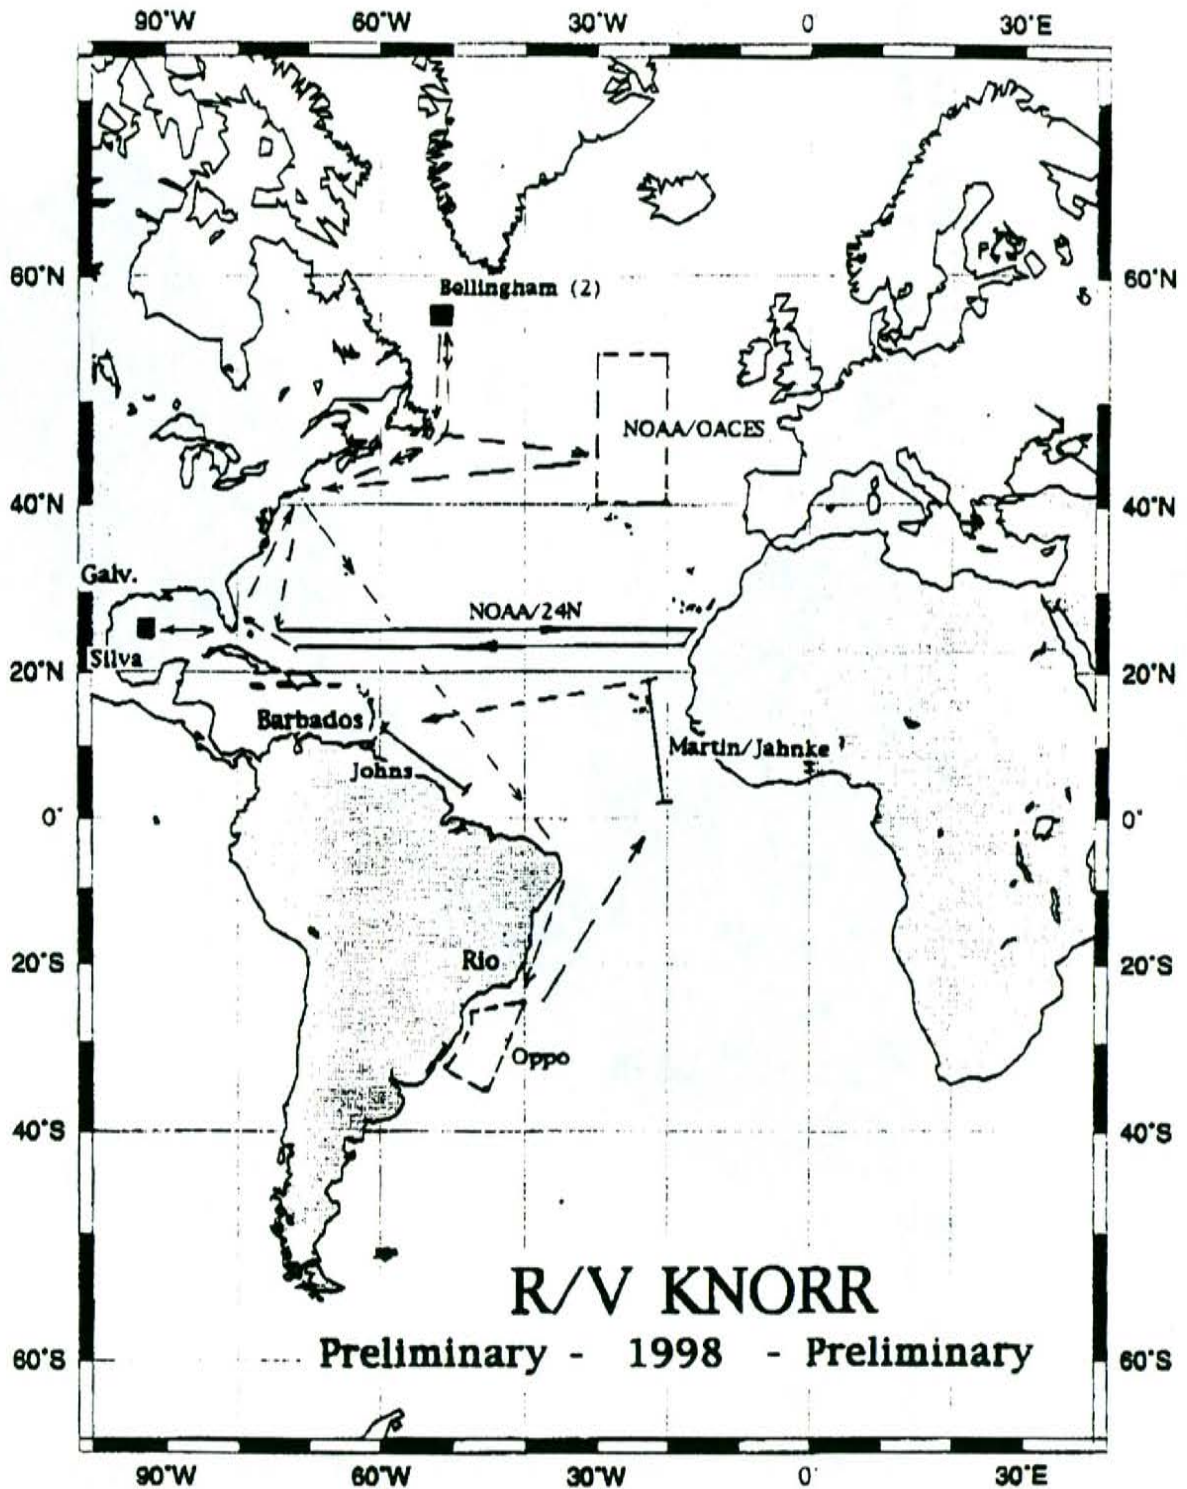 90°W 60°W 30°W 0 30°E
60°N 60°N
Bellingham (2)
NOAA/OACES
40°N 40°N
Galv.
NOAA/24N
Silva
20°N 20°N
Barbados
Martin/Jahnke
Johns
0° 0°
Rio
20°S 20°S
Oppo
40°S 40°S
R/V KNORR
Preliminary - 1998 - Preliminary
60°S 60°S
90°W 60°W 30°W 0° 30°E